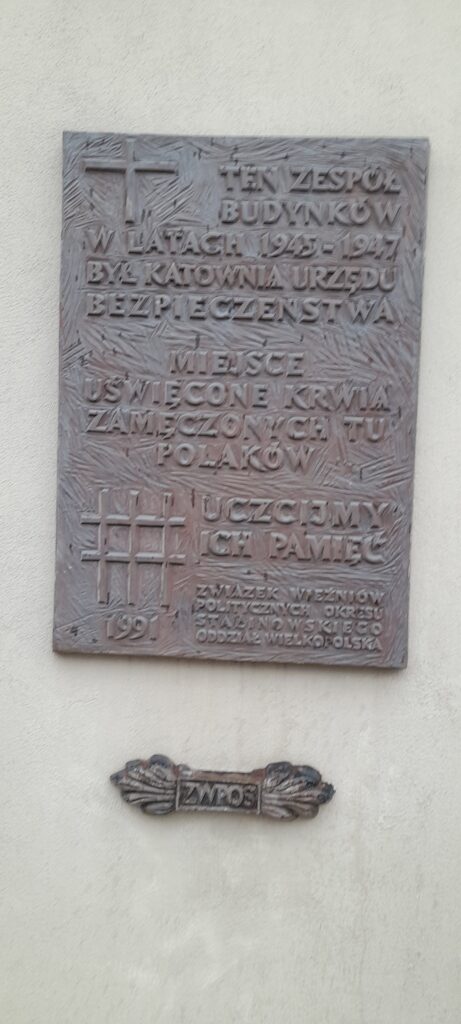 TEN ZESPÓŁ
BUDYNKÓW
W LATACH 1945-1947
BYŁ KATOWNIA URZĘDU
BEZPIECZEŃSTWA
MIEJSCE
UŚWIĘCONE KRWIĄ
ZAMĘCZONYCH TU
POLAKÓW
UCZCIJMY
ICH PAMIĘĆ
ZWIĄZEK WIĘŹNIÓW
POLITYCZNYCH OKRESU
STALINOWSKIEGO
ODDZIAŁ WIELKOPOLSKA
1991
ZWPOS